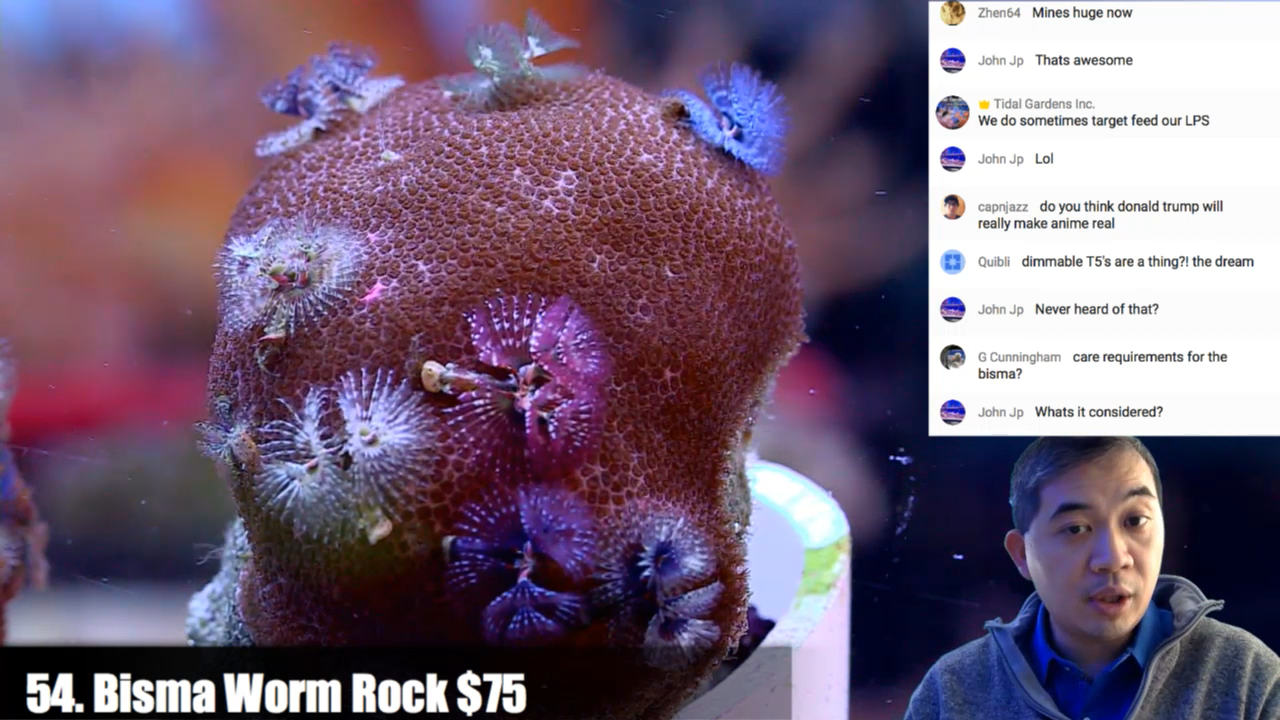 Zhen64 Mines huge now
John Jp Thats awesome
Tidal Gardens Inc.
We do sometimes target feed our LPS
John Jp Lol
capnjazz do you think donald trump will
really make anime real
Quibli dimmable T5's are a thing?! the dream
John Jp Never heard of that?
G Cunningham care requirements for the
bisma?
John Jp Whats it considered?
54. Bisma Worm Rock $75